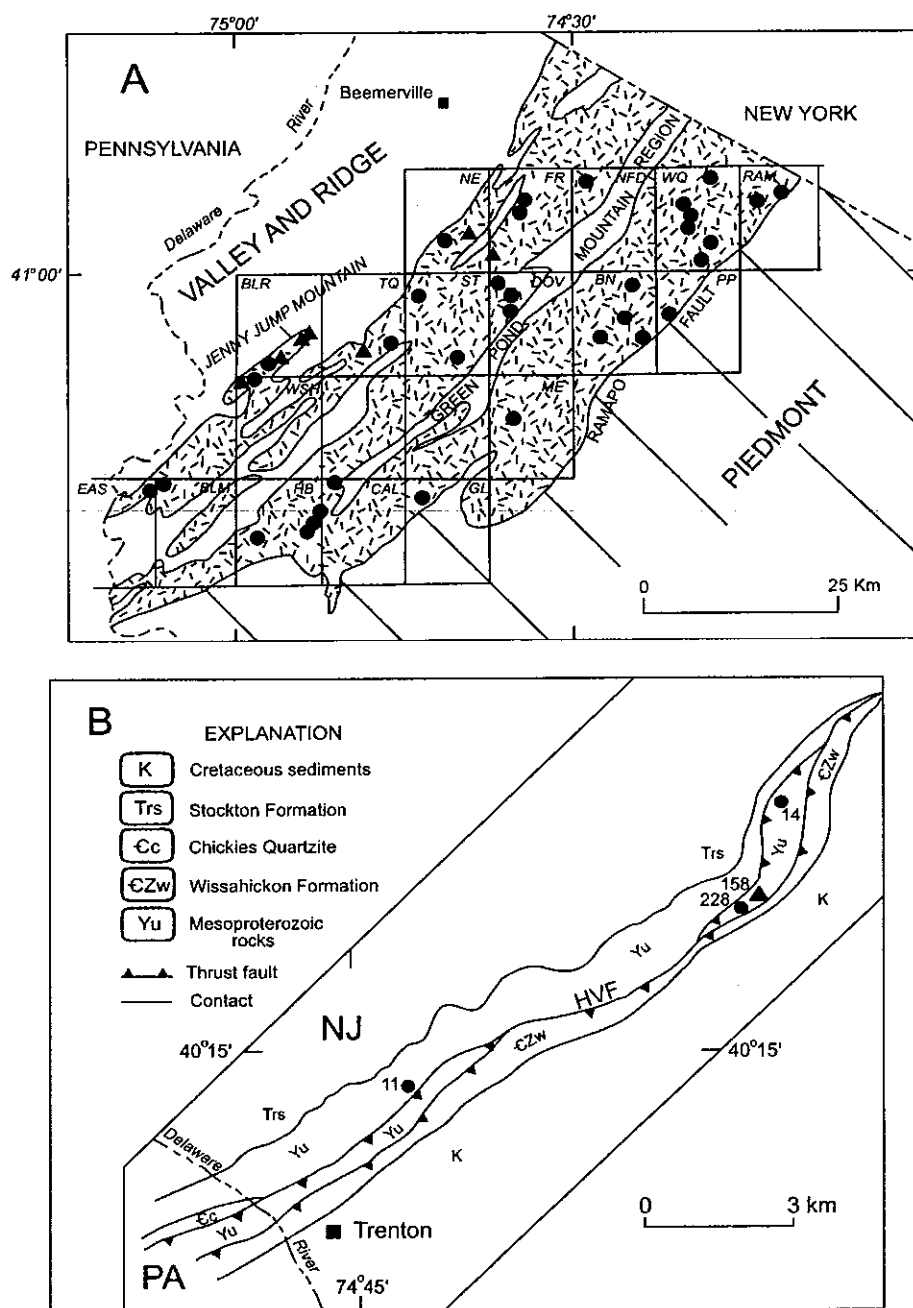 75°00'
74°30'
A
Beemerville
River
PENNSYLVANIA
NEW YORK
VALLEY AND RIDGE
Delaware
REGION
NE
FR
NFD
WQ
RAM
MOUNTAIN
41°00'
BLR
TQ
ST
DOV
BN
PP
JENNY JUMP MOUNTAIN
POND
FAULT
WSH
GREEN
ME
RAMAPO
PIEDMONT
EAS
BLM
HB
CAL
GL
0
25 Km
B
EXPLANATION
K Cretaceous sediments
Trs Stockton Formation
Єc Chickies Quartzite
ЄZw Wissahickon Formation
Yu Mesoproterozoic
rocks
Thrust fault
Contact
ЄZw
14
Yu
Trs
158
228
K
Yu
NJ
HVF
ЄZw
40°15'
40°15'
11
Trs
Yu
Yu
K
Delaware
Єc
Yu
0
3 km
Trenton
River
PA
74°45'